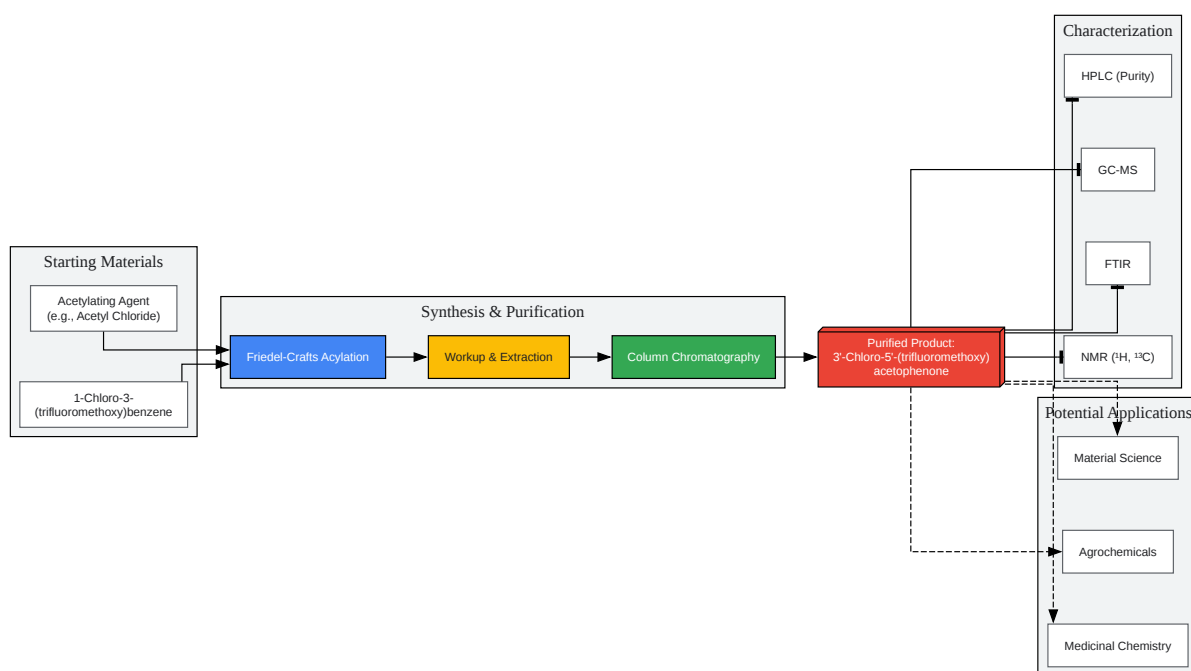 Starting Materials
Acetylating Agent
(e.g., Acetyl Chloride)
1-Chloro-3-
(trifluoromethoxy)benzene
Synthesis & Purification
Friedel-Crafts Acylation
Workup & Extraction
Column Chromatography
Purified Product:
3'-Chloro-5'-(trifluoromethoxy)
acetophenone
Characterization
HPLC (Purity)
GC-MS
FTIR
NMR (¹H, ¹³C)
Potential Applications
Material Science
Agrochemicals
Medicinal Chemistry